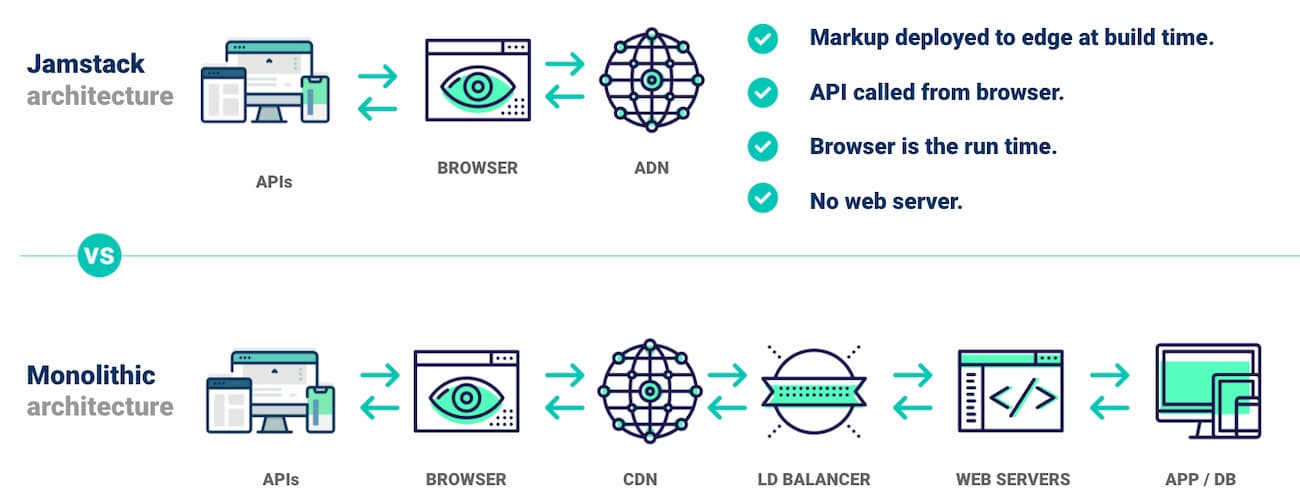 Jamstack
architecture
APIs
BROWSER
ADN
Markup deployed to edge at build time.
API called from browser.
Browser is the run time.
No web server.
VS
Monolithic
architecture
</>
APIs
BROWSER
CDN
LD BALANCER
WEB SERVERS
APP / DB